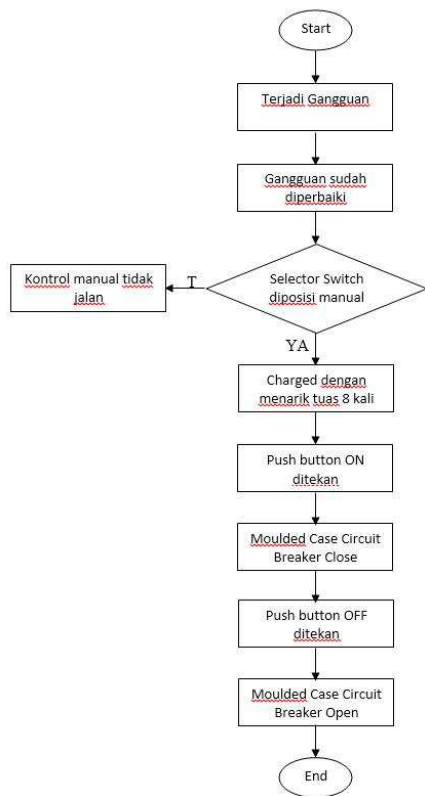 Start
Terjadi Gangguan
Gangguan sudah
diperbaiki
Selector Switch
diposisi manual
T
Kontrol manual tidak
jalan
YA
Charged dengan
menarik tuas 8 kali
Push button ON
ditekan
Moulded Case Circuit
Breaker Close
Push button OFF
ditekan
Moulded Case Circuit
Breaker Open
End